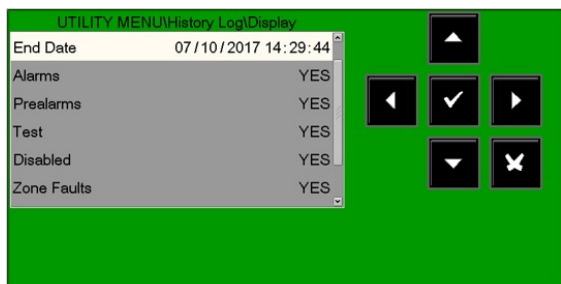 UTILITY MENU\History Log\Display
End Date 07/10/2017 14:29:44
Alarms YES
Prealarms YES
Test YES
Disabled YES
Zone Faults YES